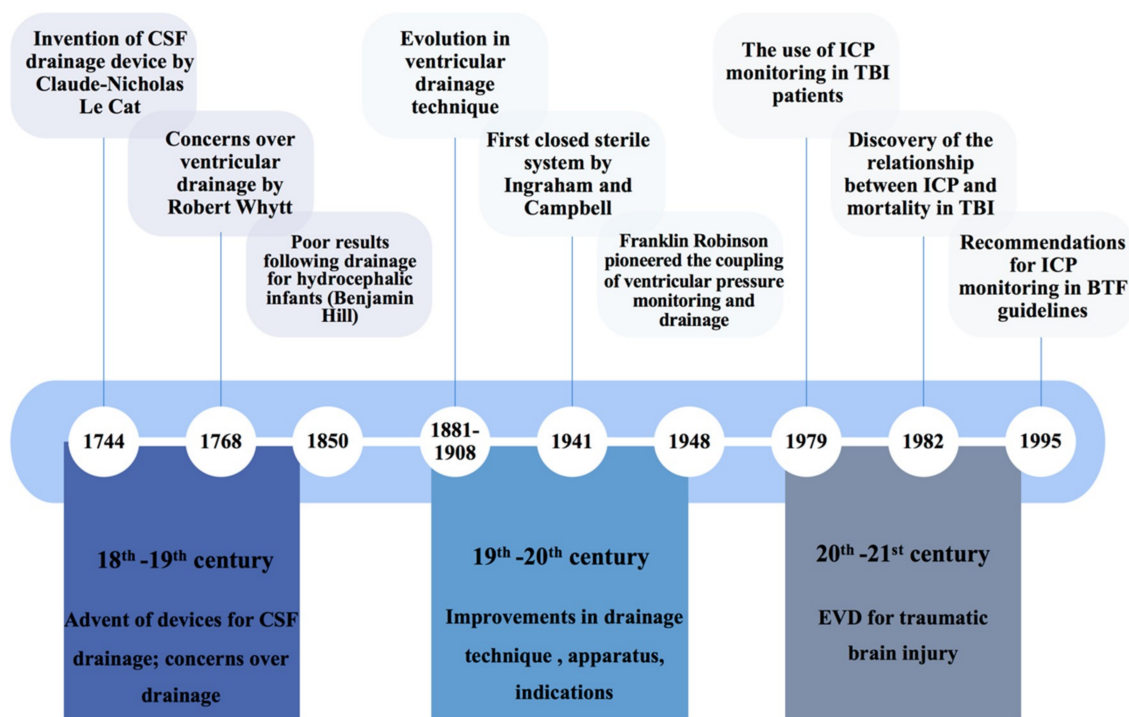 Invention of CSF
drainage device by
Claude-Nicholas
Le Cat
Concerns over
ventricular
drainage by
Robert Whytt
Poor results
following drainage
for hydrocephalic
infants (Benjamin
Hill)
Evolution in
ventricular
drainage
technique
First closed sterile
system by
Ingraham and
Campbell
Franklin Robinson
pioneered the coupling
of ventricular pressure
monitoring and
drainage
The use of ICP
monitoring in TBI
patients
Discovery of the
relationship
between ICP and
mortality in TBI
Recommendations
for ICP
monitoring in BTF
guidelines
1744
1768
1850
1881-
1908
1941
1948
1979
1982
1995
18th -19th century
Advent of devices for CSF
drainage; concerns over
drainage
19th -20th century
Improvements in drainage
technique , apparatus,
indications
20th -21st century
EVD for traumatic
brain injury